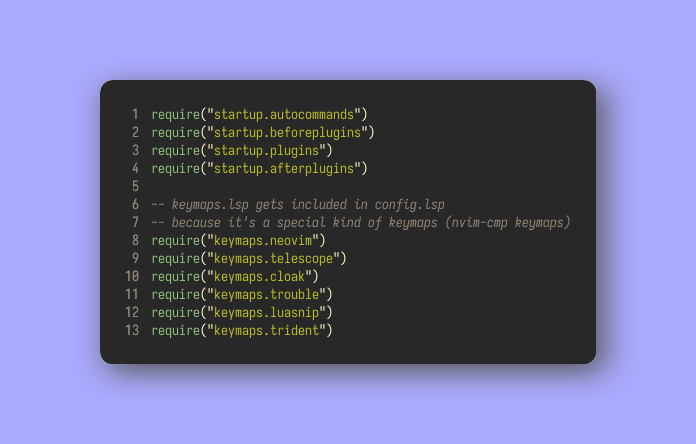 1 require("startup.autocommands")
2 require("startup.beforeplugins")
3 require("startup.plugins")
4 require("startup.afterplugins")
5
6 -- keymaps.lsp gets included in config.lsp
7 -- because it's a special kind of keymaps (nvim-cmp keymaps)
8 require("keymaps.neovim")
9 require("keymaps.telescope")
10 require("keymaps.cloak")
11 require("keymaps.trouble")
12 require("keymaps.luasnip")
13 require("keymaps.trident")